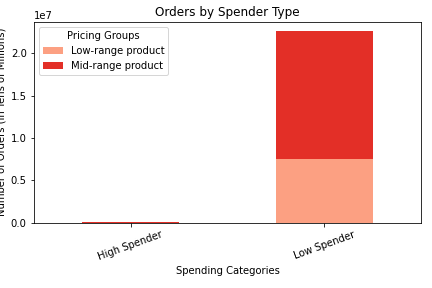 Orders by Spender Type
1e7
Pricing Groups
Low-range product
Mid-range product
2.0
1.5
1.0
0.5
0.0
Number of Orders (in Tens of Millions)
High Spender
Low Spender
Spending Categories